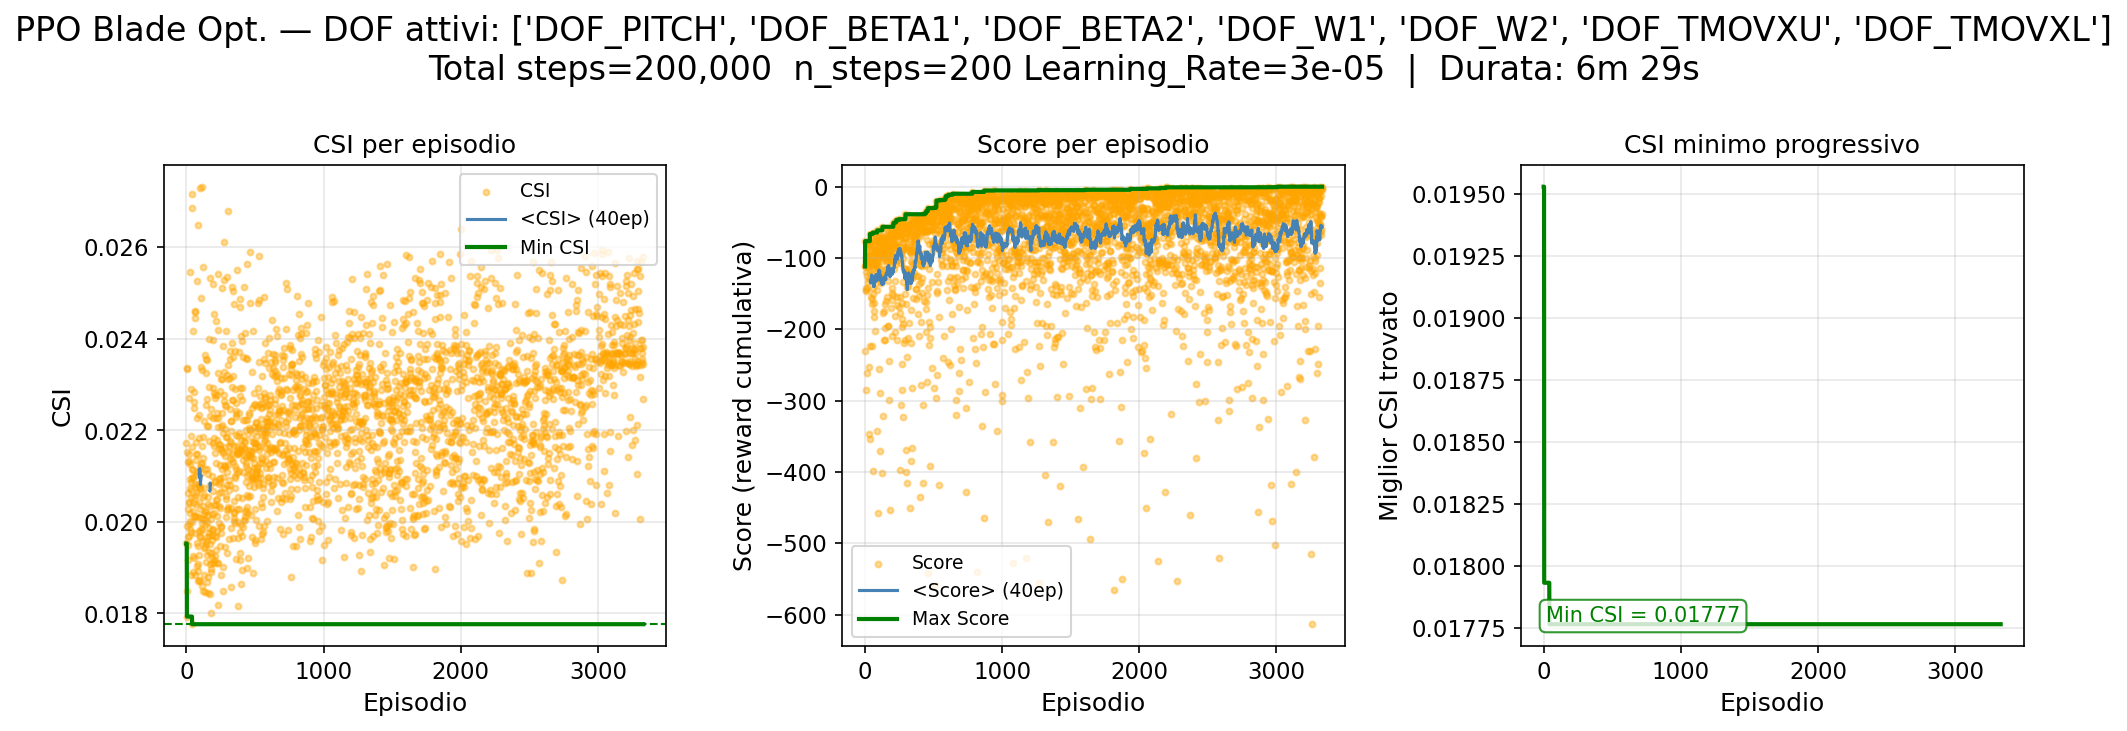 PPO Blade Opt. — DOF attivi: ['DOF_PITCH', 'DOF_BETA1', 'DOF_BETA2', 'DOF_W1', 'DOF_W2', 'DOF_TMOVXU', 'DOF_TMOVXL']
Total steps=200,000  n_steps=200 Learning_Rate=3e-05  |  Durata: 6m 29s
CSI per episodio
CSI
<CSI> (40ep)
Min CSI
0.026
0.024
0.022
0.020
0.018
CSI
0
1000
2000
3000
Episodio
Score per episodio
0
−100
−200
−300
−400
−500
−600
Score (reward cumulativa)
Score
<Score> (40ep)
Max Score
0
1000
2000
3000
Episodio
CSI minimo progressivo
0.01950
0.01925
0.01900
0.01875
0.01850
0.01825
0.01800
0.01775
Miglior CSI trovato
Min CSI = 0.01777
0
1000
2000
3000
Episodio